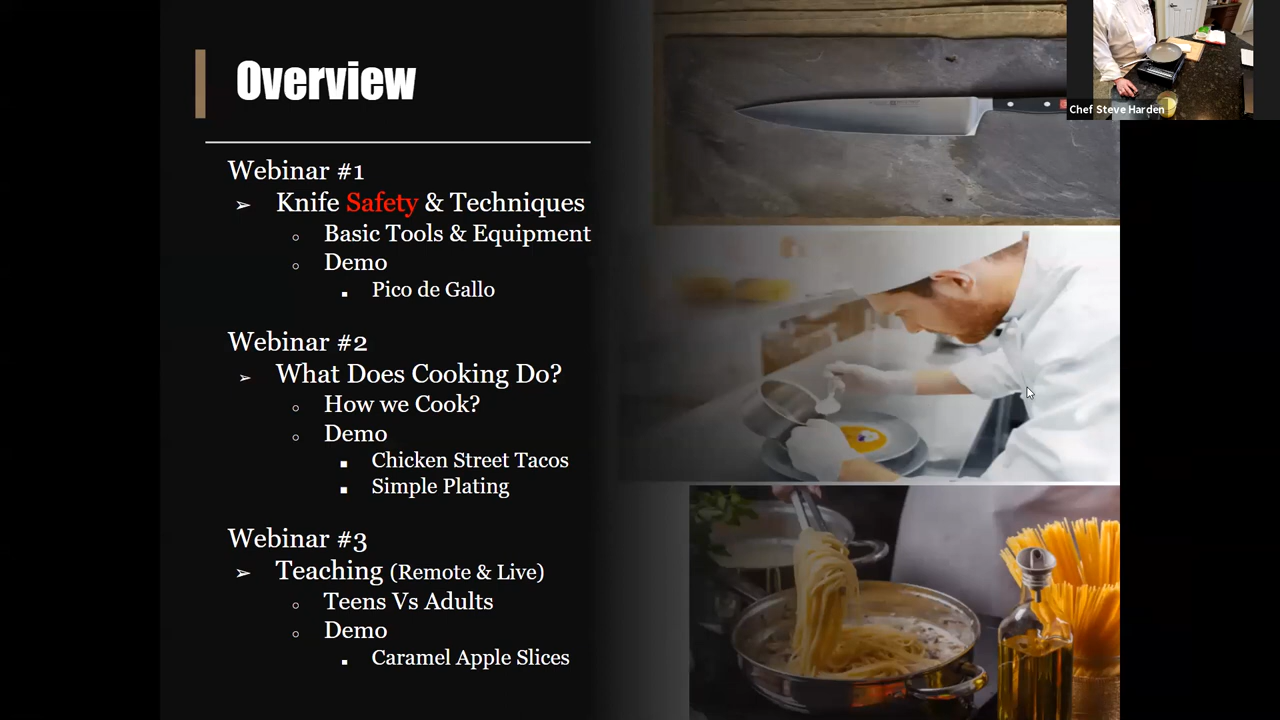 Overview
Webinar #1
➢ Knife Safety & Techniques
○ Basic Tools & Equipment
○ Demo
■ Pico de Gallo
Webinar #2
➢ What Does Cooking Do?
○ How we Cook?
○ Demo
■ Chicken Street Tacos
■ Simple Plating
Webinar #3
➢ Teaching (Remote & Live)
○ Teens Vs Adults
○ Demo
■ Caramel Apple Slices
Chef Steve Harden